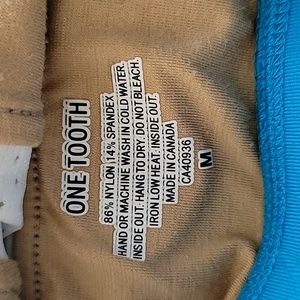 ONE TOOTH
86% NYLON 14% SPANDEX
HAND OR MACHINE WASH IN COLD WATER.
INSIDE OUT. HANG TO DRY. DO NOT BLEACH.
IRON LOW HEAT/ INSIDE OUT.
MADE IN CANADA
CA40936
M